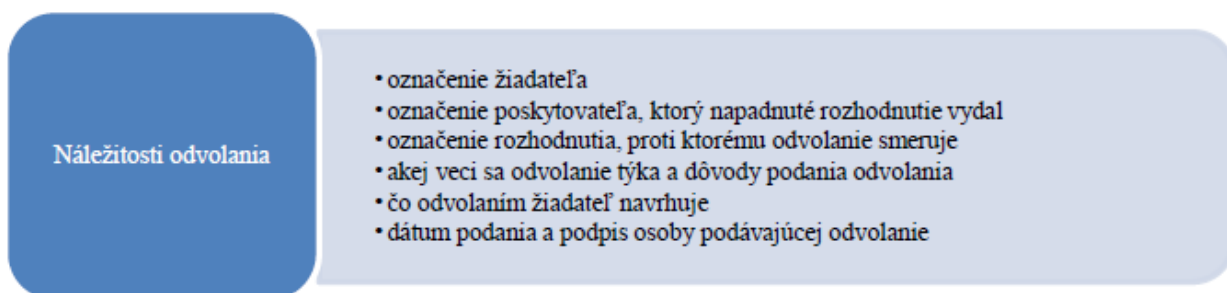 Náležitosti odvolania
• označenie žiadateľa
• označenie poskytovateľa, ktorý napadnuté rozhodnutie vydal
• označenie rozhodnutia, proti ktorému odvolanie smeruje
• akej veci sa odvolanie týka a dôvody podania odvolania
• čo odvolaním žiadateľ navrhuje
• dátum podania a podpis osoby podávajúcej odvolanie